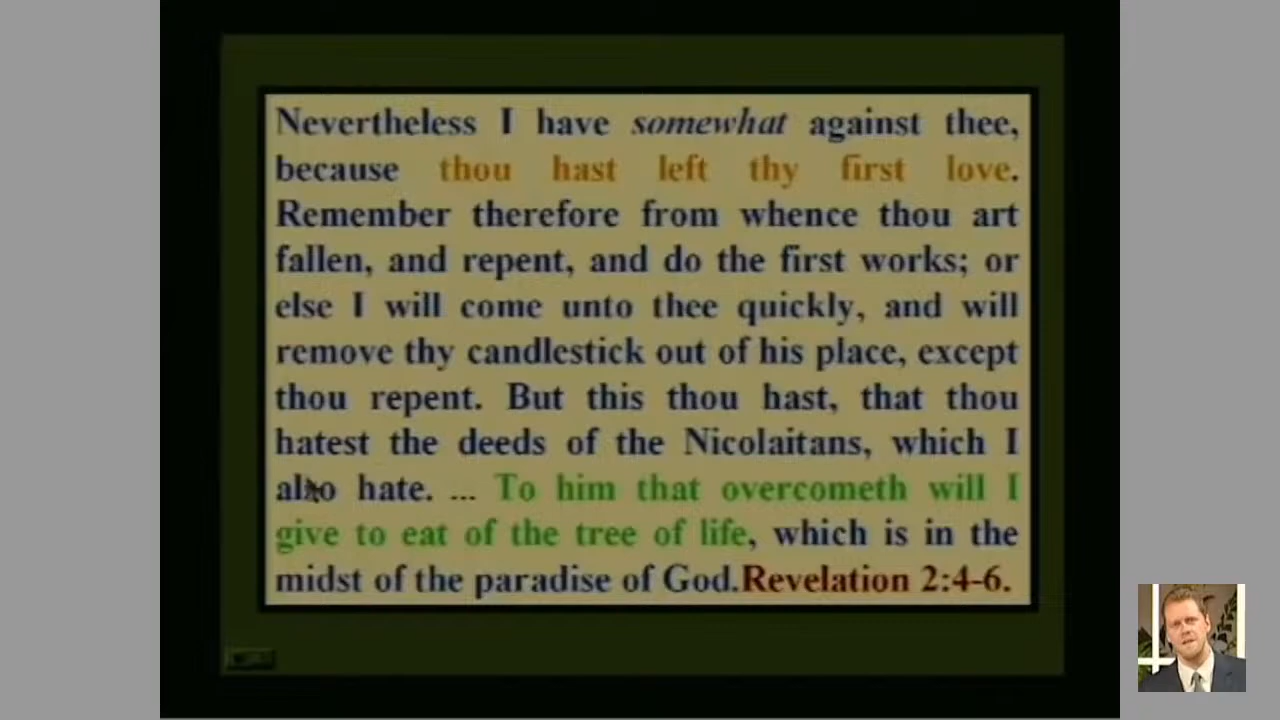 Nevertheless I have somewhat against thee,
because thou hast left thy first love.
Remember therefore from whence thou art
fallen, and repent, and do the first works; or
else I will come unto thee quickly, and will
remove thy candlestick out of his place, except
thou repent. But this thou hast, that thou
hatest the deeds of the Nicolaitans, which I
also hate. ... To him that overcometh will I
give to eat of the tree of life, which is in the
midst of the paradise of God.Revelation 2:4-6.